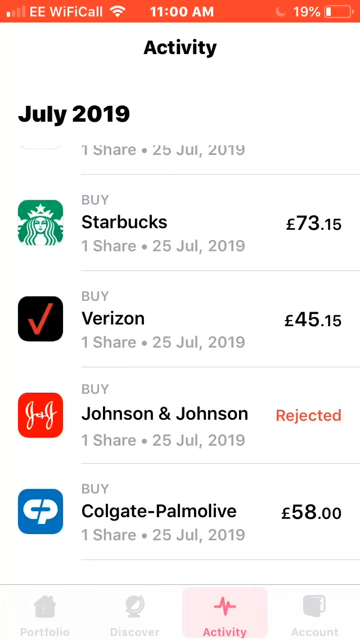 EE WiFiCall 11:00 AM 19%
Activity
July 2019
1 Share • 25 Jul, 2019
BUY
Starbucks £73.15
1 Share • 25 Jul, 2019
BUY
Verizon £45.15
1 Share • 25 Jul, 2019
BUY
J&J Johnson & Johnson Rejected
1 Share • 25 Jul, 2019
BUY
CP Colgate-Palmolive £58.00
1 Share • 25 Jul, 2019
Portfolio Discover Activity Account